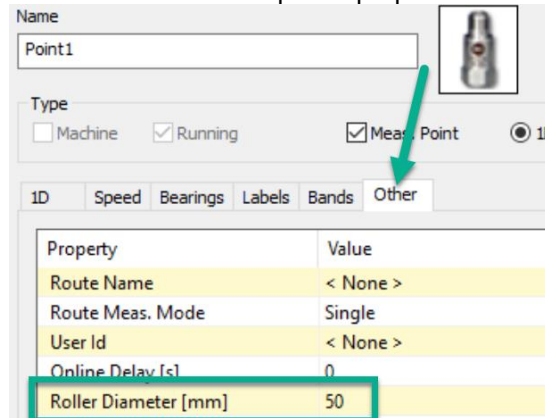 Name
Point1
Type
Machine Running Meas. Point
1D Speed Bearings Labels Bands Other
Property Value
Route Name < None >
Route Meas. Mode Single
User Id < None >
Online Delay [s] 0
Roller Diameter [mm] 50